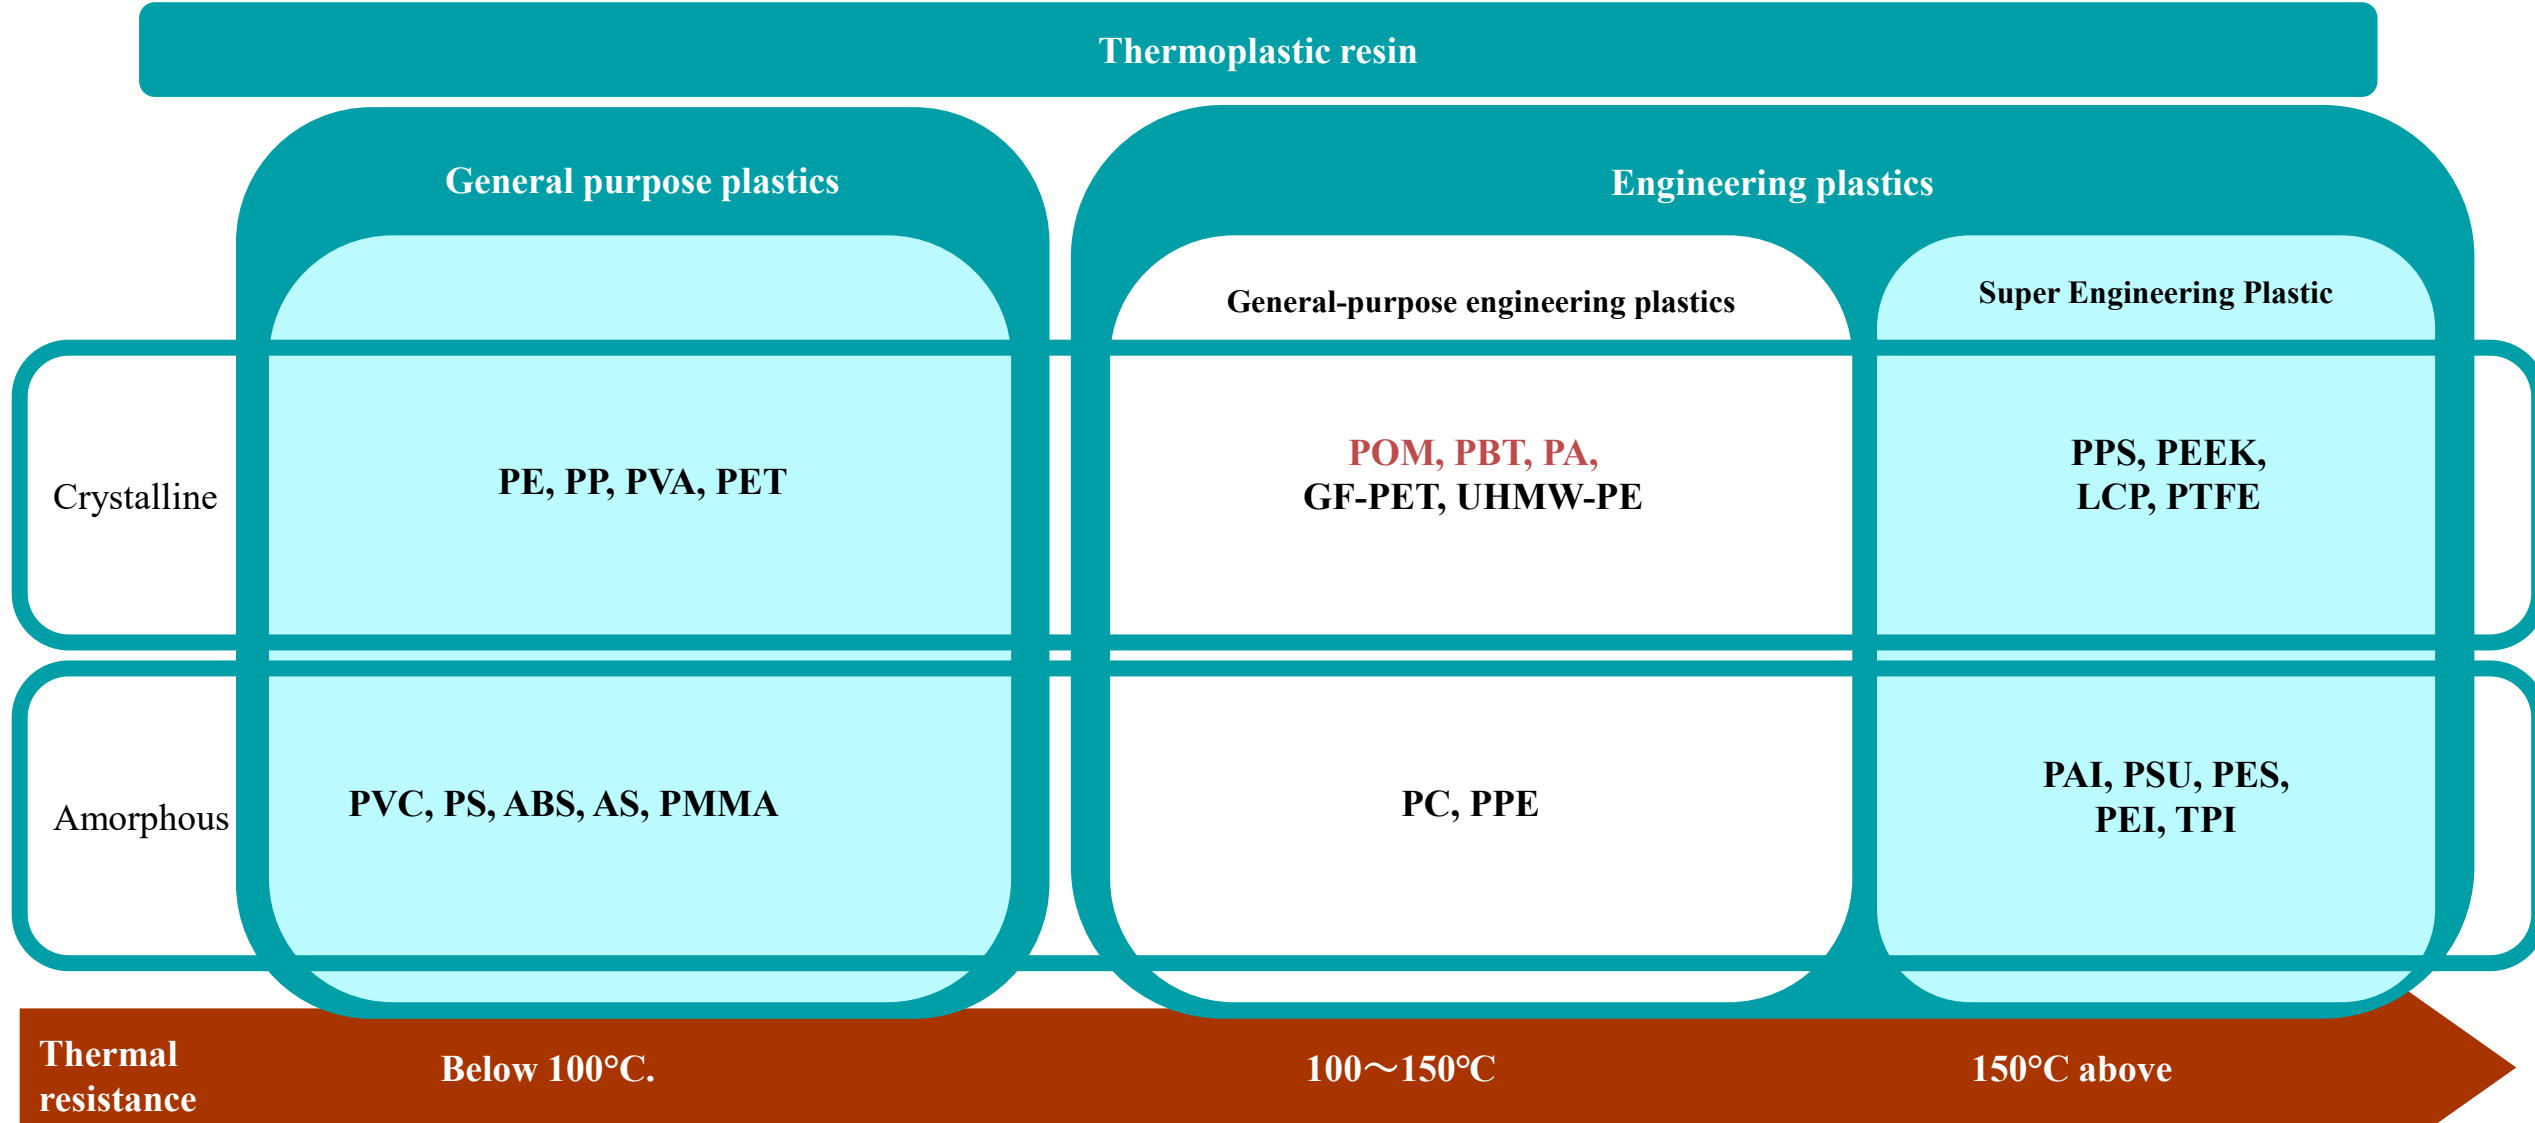 Thermoplastic resin
General purpose plastics
Engineering plastics
General-purpose engineering plastics
Super Engineering Plastic
Crystalline
PE, PP, PVA, PET
POM, PBT, PA,
GF-PET, UHMW-PE
PPS, PEEK,
LCP, PTFE
Amorphous
PVC, PS, ABS, AS, PMMA
PC, PPE
PAI, PSU, PES,
PEI, TPI
Thermal
resistance
Below 100°C.
100～150℃
150°C above